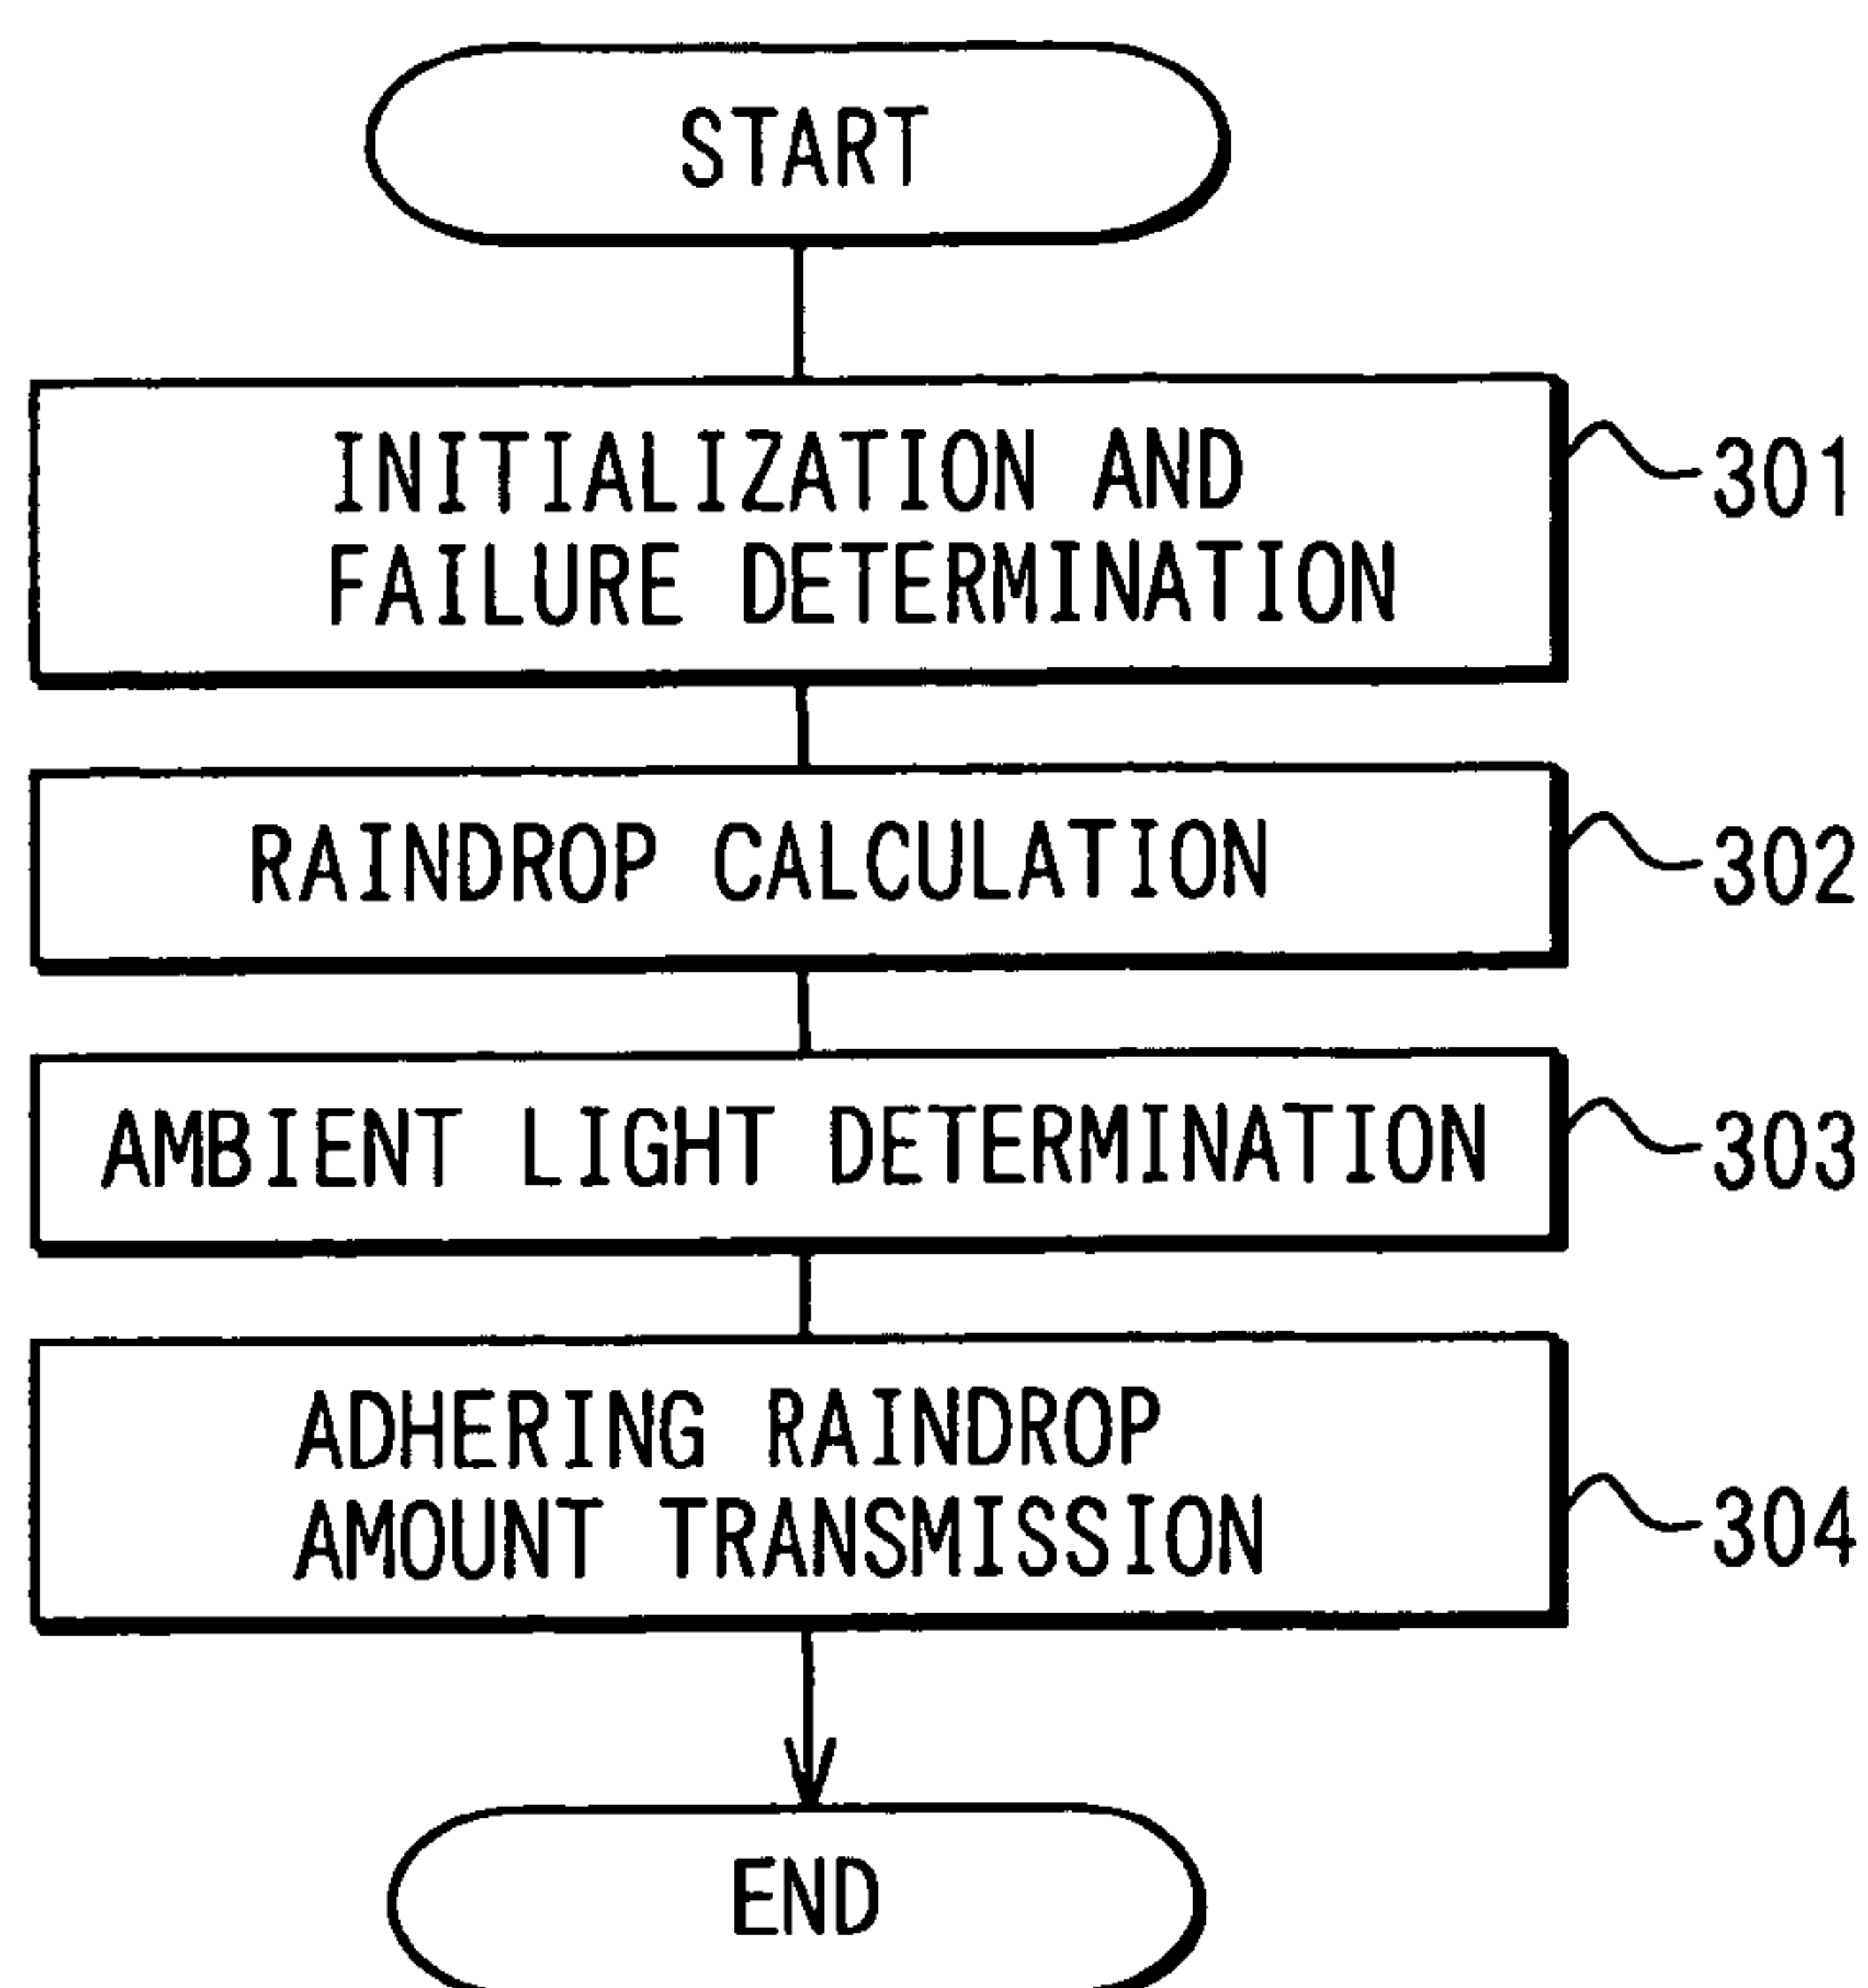 START
INITIALIZATION AND
FAILURE DETERMINATION
301
RAINDROP CALCULATION
302
AMBIENT LIGHT DETERMINATION
303
ADHERING RAINDROP
AMOUNT TRANSMISSION
304
END